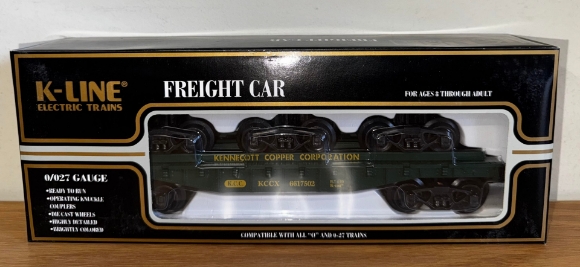 K-LINE®
ELECTRIC TRAINS
FREIGHT CAR
FOR AGES 8 THROUGH ADULT
O/027 GAUGE
•READY TO RUN
•OPERATING KNUCKLE
COUPLERS
•DIE CAST WHEELS
•HIGHLY DETAILED
•BRIGHTLY COLORED
KENNECOTT COPPER CORPORATION
KCCX
COMPATIBLE WITH ALL "O" AND 0-27 TRAINS